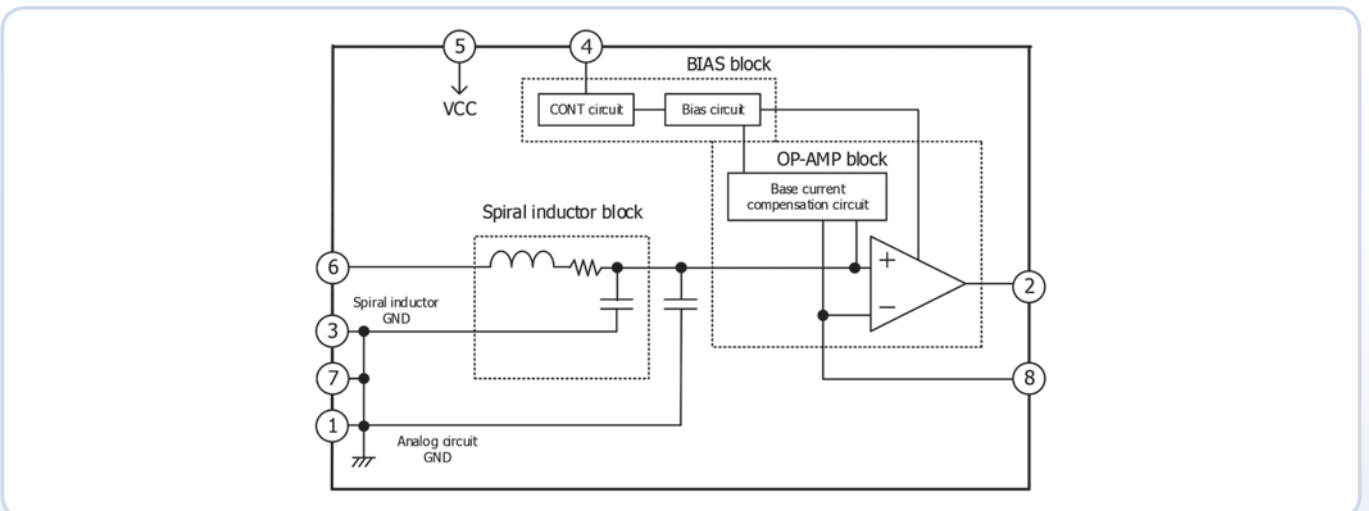 5
4
BIAS block
VCC
CONT circuit
Bias circuit
OP-AMP block
Base current
compensation circuit
Spiral inductor block
6
+
2
Spiral inductor
GND
3
−
7
8
1
Analog circuit
GND